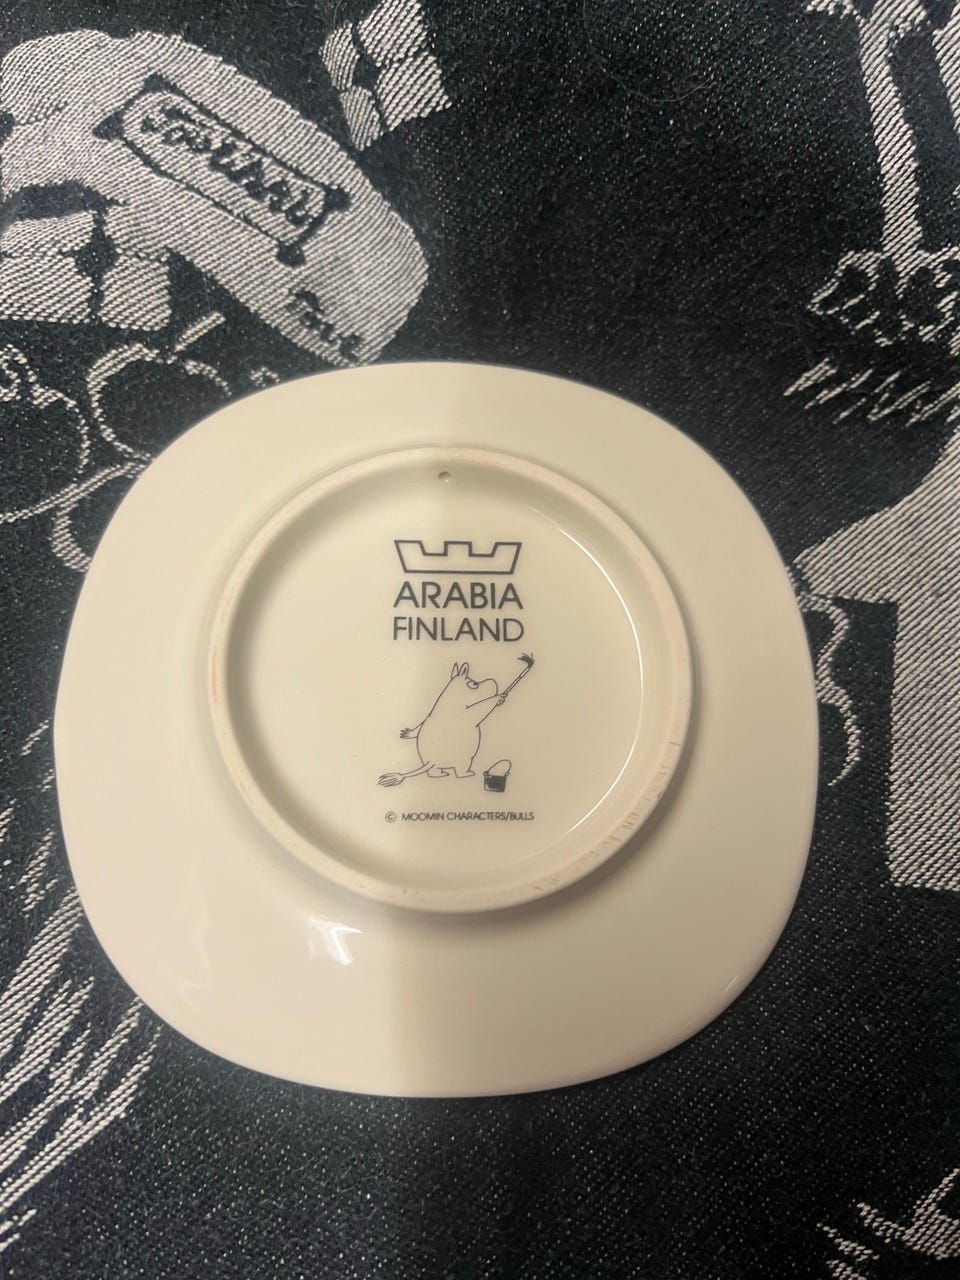 ARABIA
FINLAND
© MOOMIN CHARACTERS/BULLS